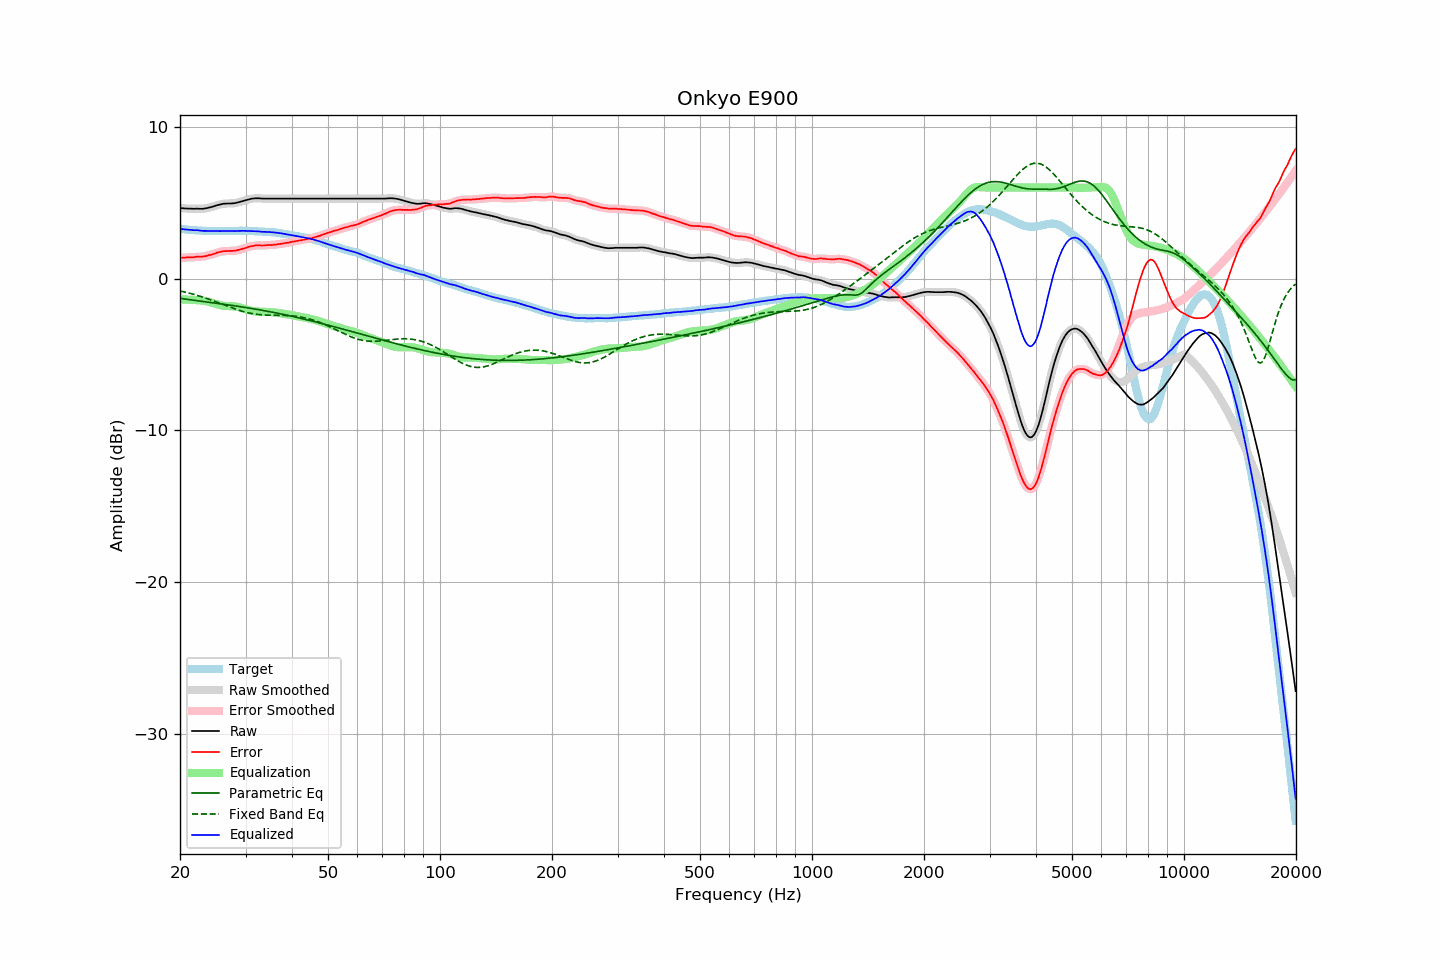 Onkyo E900
Amplitude (dBr)
10
0
−10
−20
−30
Target
Raw Smoothed
Error Smoothed
Raw
Error
Equalization
Parametric Eq
Fixed Band Eq
Equalized
20 50 100 200 500 1000 2000 5000 10000 20000
Frequency (Hz)